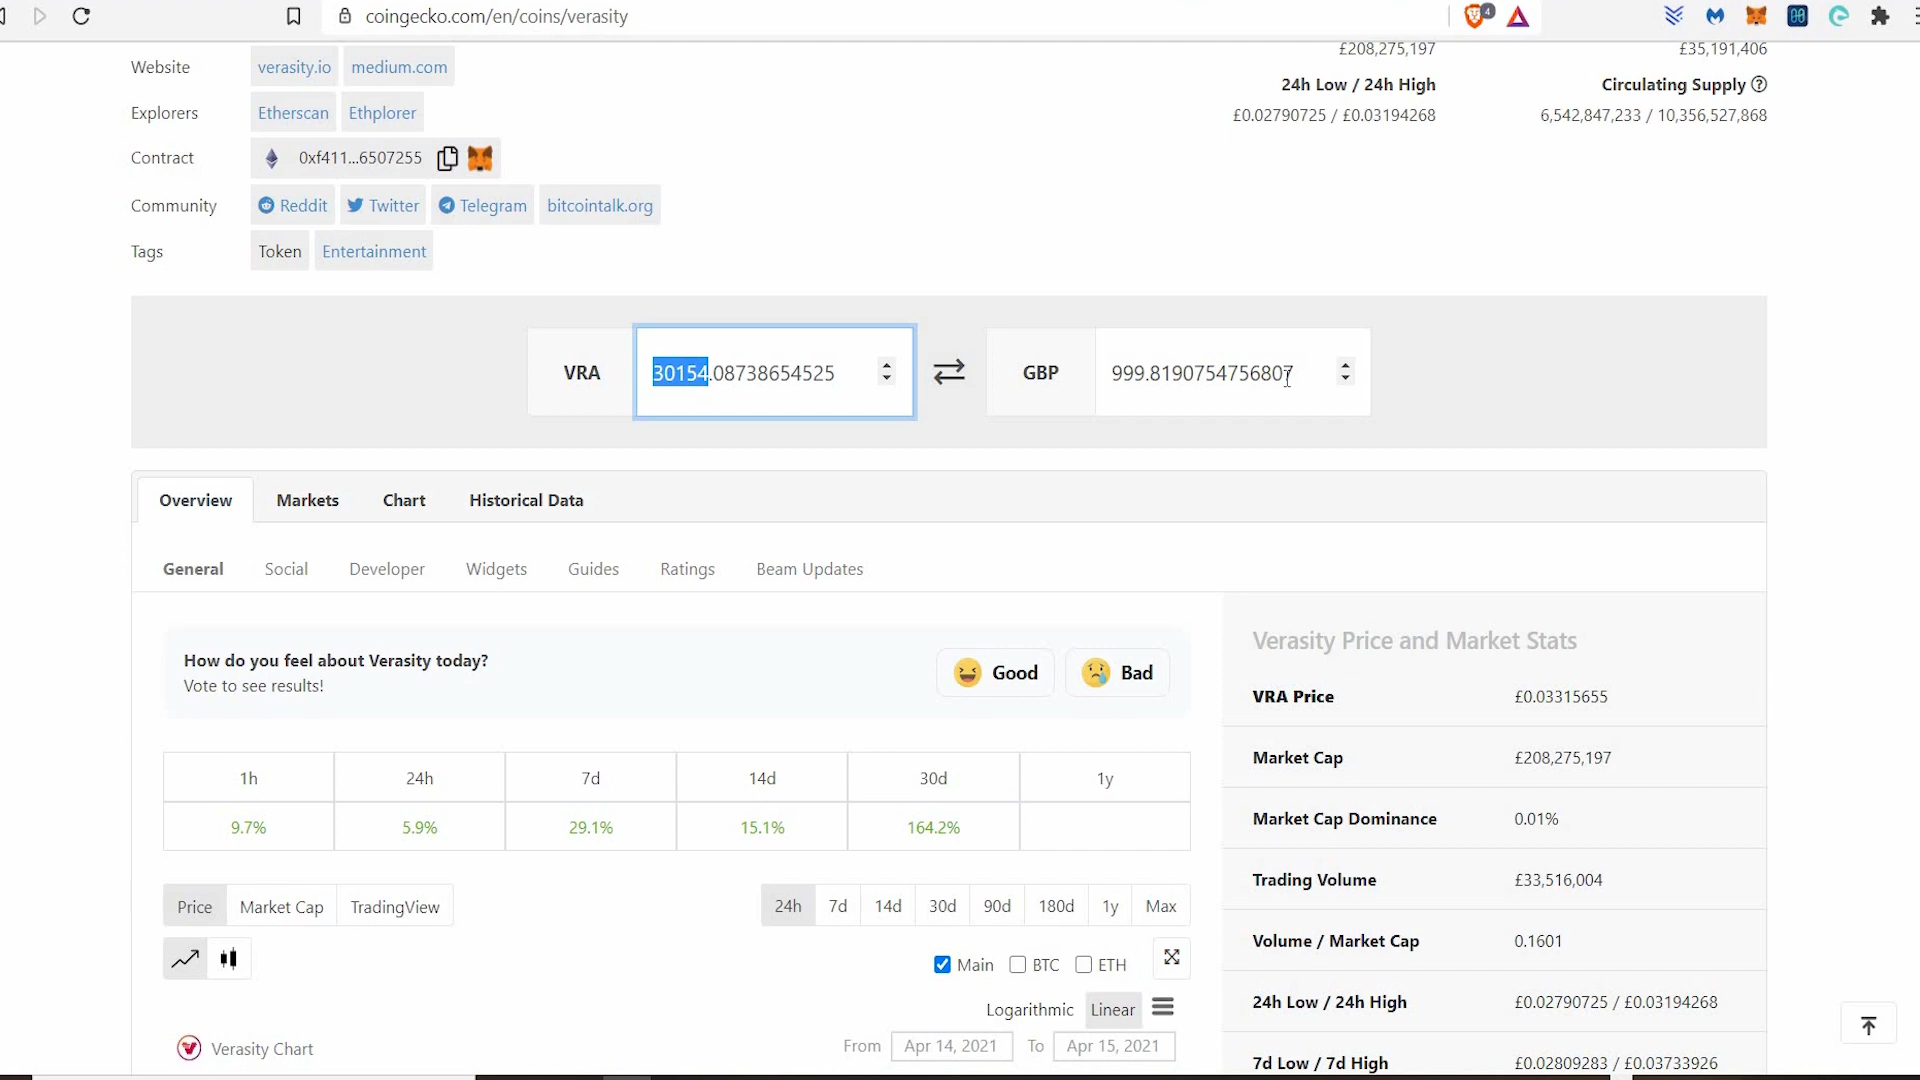 coingecko.com/en/coins/verasity
4
£208,275,197
£35,191,406
Website
verasity.io
medium.com
24h Low / 24h High
Circulating Supply
£0.02790725 / £0.03194268
6,542,847,233 / 10,356,527,868
Explorers
Etherscan
Ethplorer
Contract
0xf411...6507255
Community
Reddit
Twitter
Telegram
bitcointalk.org
Tags
Token
Entertainment
VRA
30154.08738654525
GBP
999.8190754756807
Overview
Markets
Chart
Historical Data
General
Social
Developer
Widgets
Guides
Ratings
Beam Updates
How do you feel about Verasity today?
Vote to see results!
Good
Bad
1h
24h
7d
14d
30d
1y
9.7%
5.9%
29.1%
15.1%
164.2%
Price
Market Cap
TradingView
24h
7d
14d
30d
90d
180d
1y
Max
Main
BTC
ETH
Logarithmic
Linear
Verasity Chart
From
Apr 14, 2021
To
Apr 15, 2021
Verasity Price and Market Stats
VRA Price
£0.03315655
Market Cap
£208,275,197
Market Cap Dominance
0.01%
Trading Volume
£33,516,004
Volume / Market Cap
0.1601
24h Low / 24h High
£0.02790725 / £0.03194268
7d Low / 7d High
£0.02809283 / £0.03733926